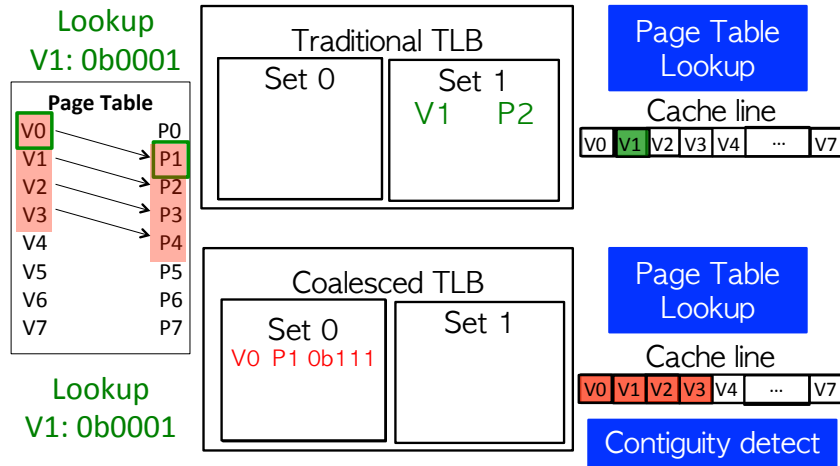 Lookup
V1: 0b0001
Page Table
V0 P0
V1 P1
V2 P2
V3 P3
V4 P4
V5 P5
V6 P6
V7 P7
Lookup
V1: 0b0001
Traditional TLB
Set 0
Set 1
V1 P2
Page Table
Lookup
Cache line
V0 V1 V2 V3 V4 ... V7
Coalesced TLB
Set 0
V0 P1 0b111
Set 1
Page Table
Lookup
Cache line
V0 V1 V2 V3 V4 ... V7
Contiguity detect